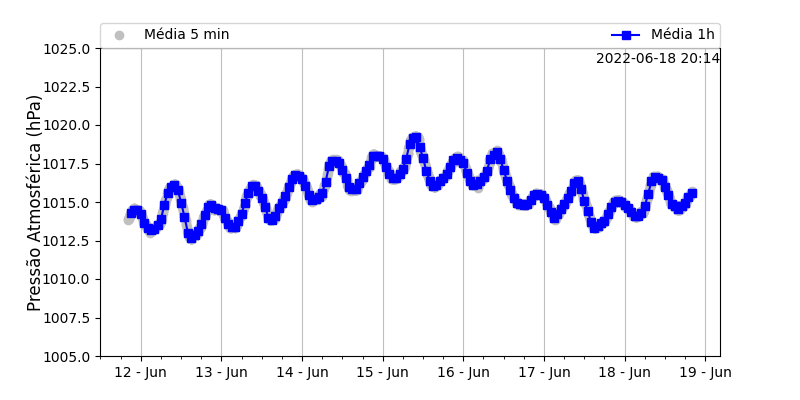 Média 5 min
Média 1h
2022-06-18 20:14
Pressão Atmosférica (hPa)
1025.0
1022.5
1020.0
1017.5
1015.0
1012.5
1010.0
1007.5
1005.0
12 - Jun
13 - Jun
14 - Jun
15 - Jun
16 - Jun
17 - Jun
18 - Jun
19 - Jun